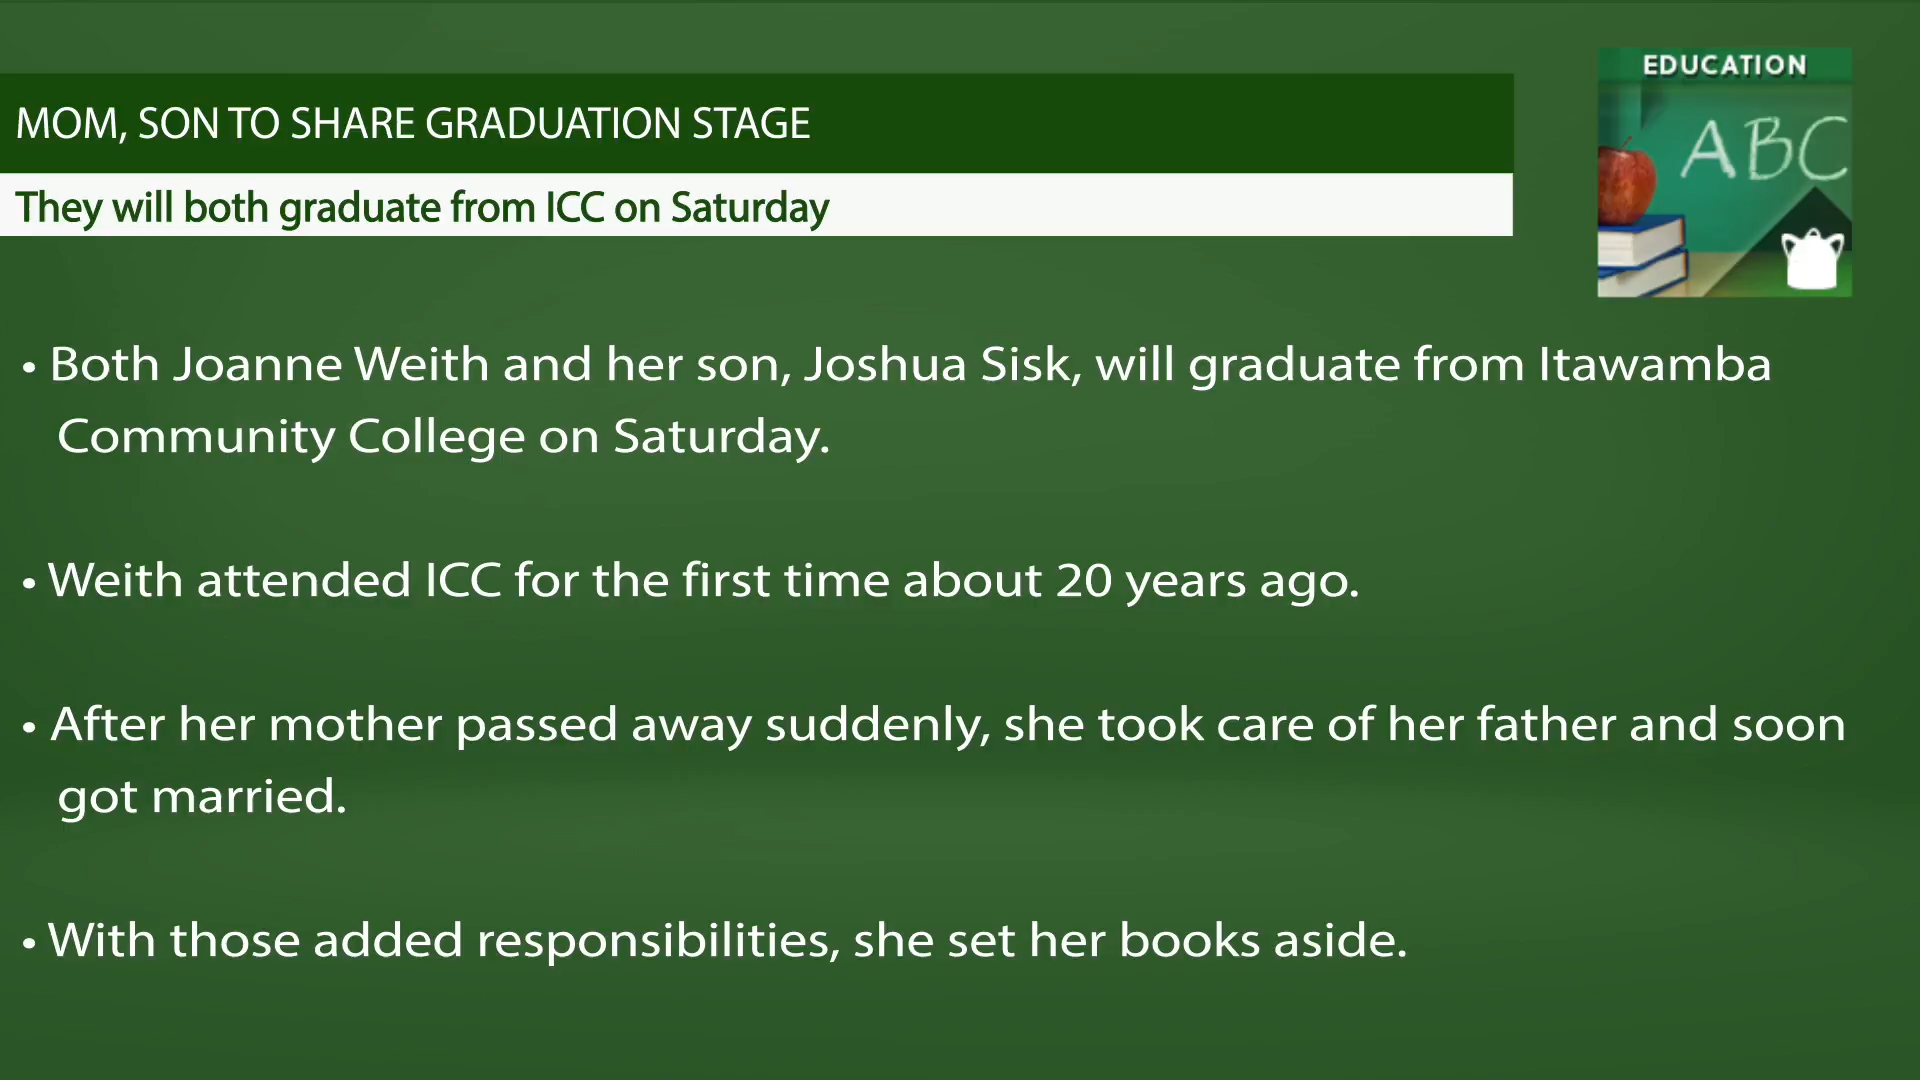 EDUCATION
ABC
MOM, SON TO SHARE GRADUATION STAGE
They will both graduate from ICC on Saturday
• Both Joanne Weith and her son, Joshua Sisk, will graduate from Itawamba
Community College on Saturday.
• Weith attended ICC for the first time about 20 years ago.
• After her mother passed away suddenly, she took care of her father and soon
got married.
• With those added responsibilities, she set her books aside.